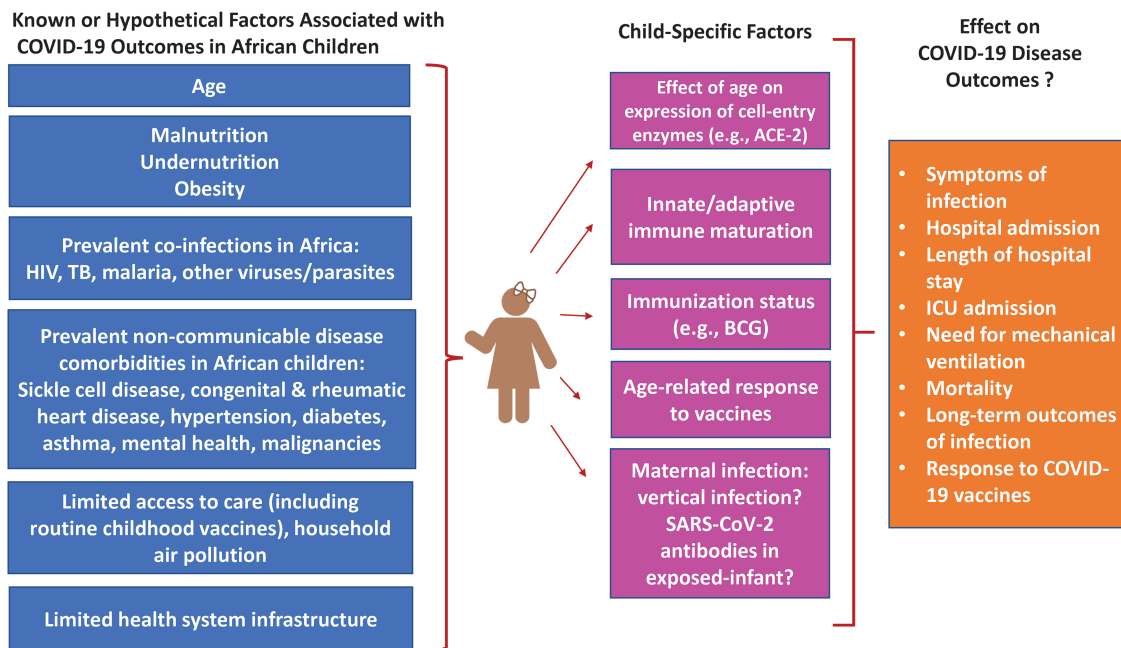 Known or Hypothetical Factors Associated with
COVID-19 Outcomes in African Children
Age
Malnutrition
Undernutrition
Obesity
Prevalent co-infections in Africa:
HIV, TB, malaria, other viruses/parasites
Prevalent non-communicable disease
comorbidities in African children:
Sickle cell disease, congenital & rheumatic
heart disease, hypertension, diabetes,
asthma, mental health, malignancies
Limited access to care (including
routine childhood vaccines), household
air pollution
Limited health system infrastructure
Child-Specific Factors
Effect of age on
expression of cell-entry
enzymes (e.g., ACE-2)
Innate/adaptive
immune maturation
Immunization status
(e.g., BCG)
Age-related response
to vaccines
Maternal infection:
vertical infection?
SARS-CoV-2
antibodies in
exposed-infant?
Effect on
COVID-19 Disease
Outcomes ?
• Symptoms of
infection
• Hospital admission
• Length of hospital
stay
• ICU admission
• Need for mechanical
ventilation
• Mortality
• Long-term outcomes
of infection
• Response to COVID-
19 vaccines